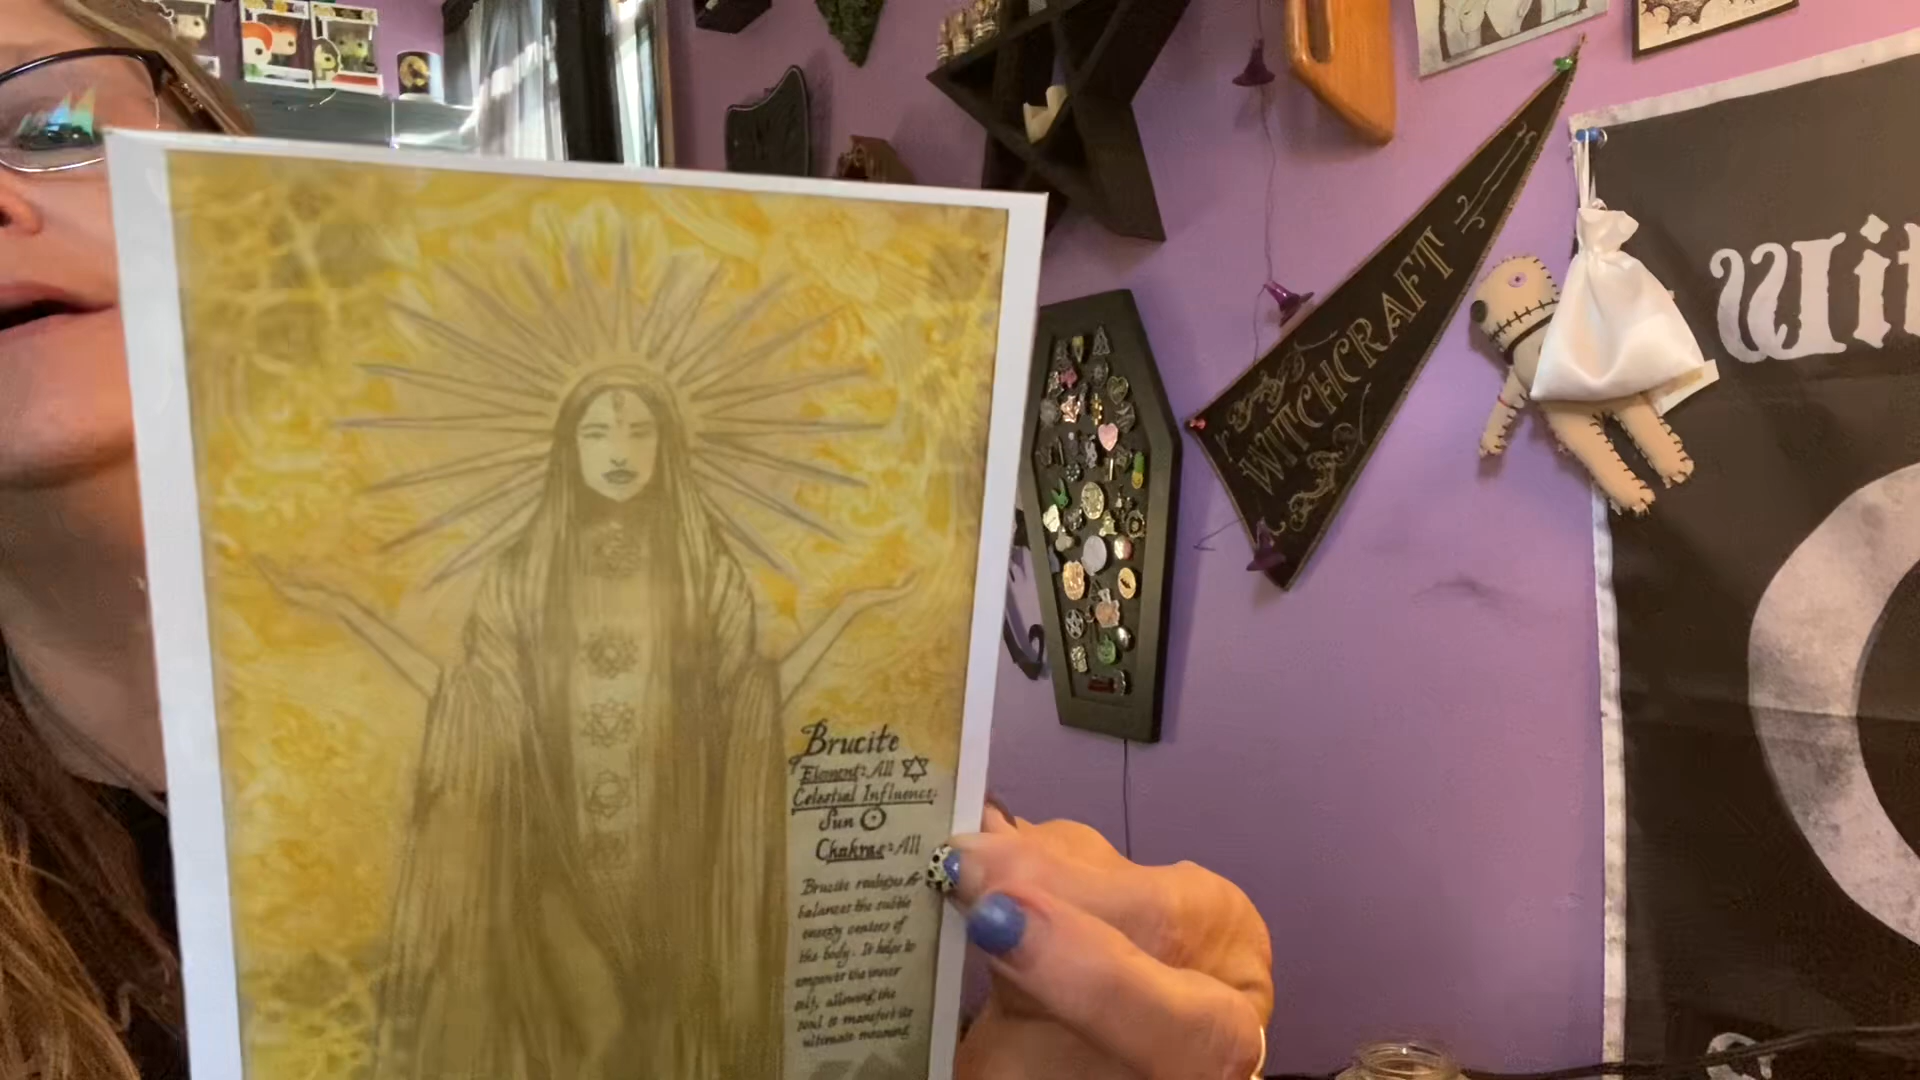 Brucite
Element: All
Celestial Influence:
Sun
Chakras: All
Brucite realigns &
balances the subtle
energy centers of
the body. It helps to
empower the inner
self, allowing the
soul to manifest its
ultimate meaning
WITCHCRAFT
Wit